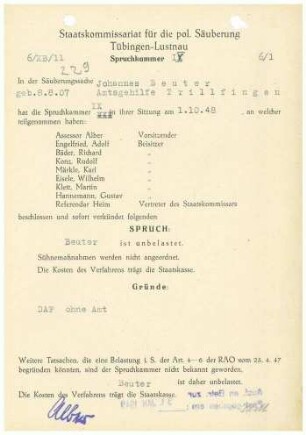 Staatskommissariat für die pol. Säuberung
Tübingen-Lustnau
6/2B/11 Spruchkammer IX 6/1
229
In der Säuberungssache Johannes Beuter
geb.8.8.07 Amtsgehilfe Trillfingen
IX
hat die Spruchkammer xxx in ihrer Sitzung am 1.10.48 , an welcher
teilgenommen haben:
Assessor Alber Vorsitzender
Engelfried, Adolf Beisitzer
Bäder, Richard "
Konz, Rudolf "
Märkle, Karl "
Eisele, Wilhelm "
Klett, Martin "
Hannemann, Gustav "
Referendar Heim Vertreter des Staatskommissars
beschlossen und sofort verkündet folgenden
SPRUCH:
Beuter ist unbelastet.
Sühnemaßnahmen werden nicht angeordnet.
Die Kosten des Verfahrens trägt die Staatskasse.
Gründe:
DAF ohne Amt
Weitere Tatsachen, die eine Belastung i. S. der Art. 4—6 der RAO vom 25. 4. 47
begründen könnten, sind der Spruchkammer nicht bekannt geworden.
Beuter ist daher unbelastet.
Die Kosten des Verfahrens trägt die Staatskasse.
Alber